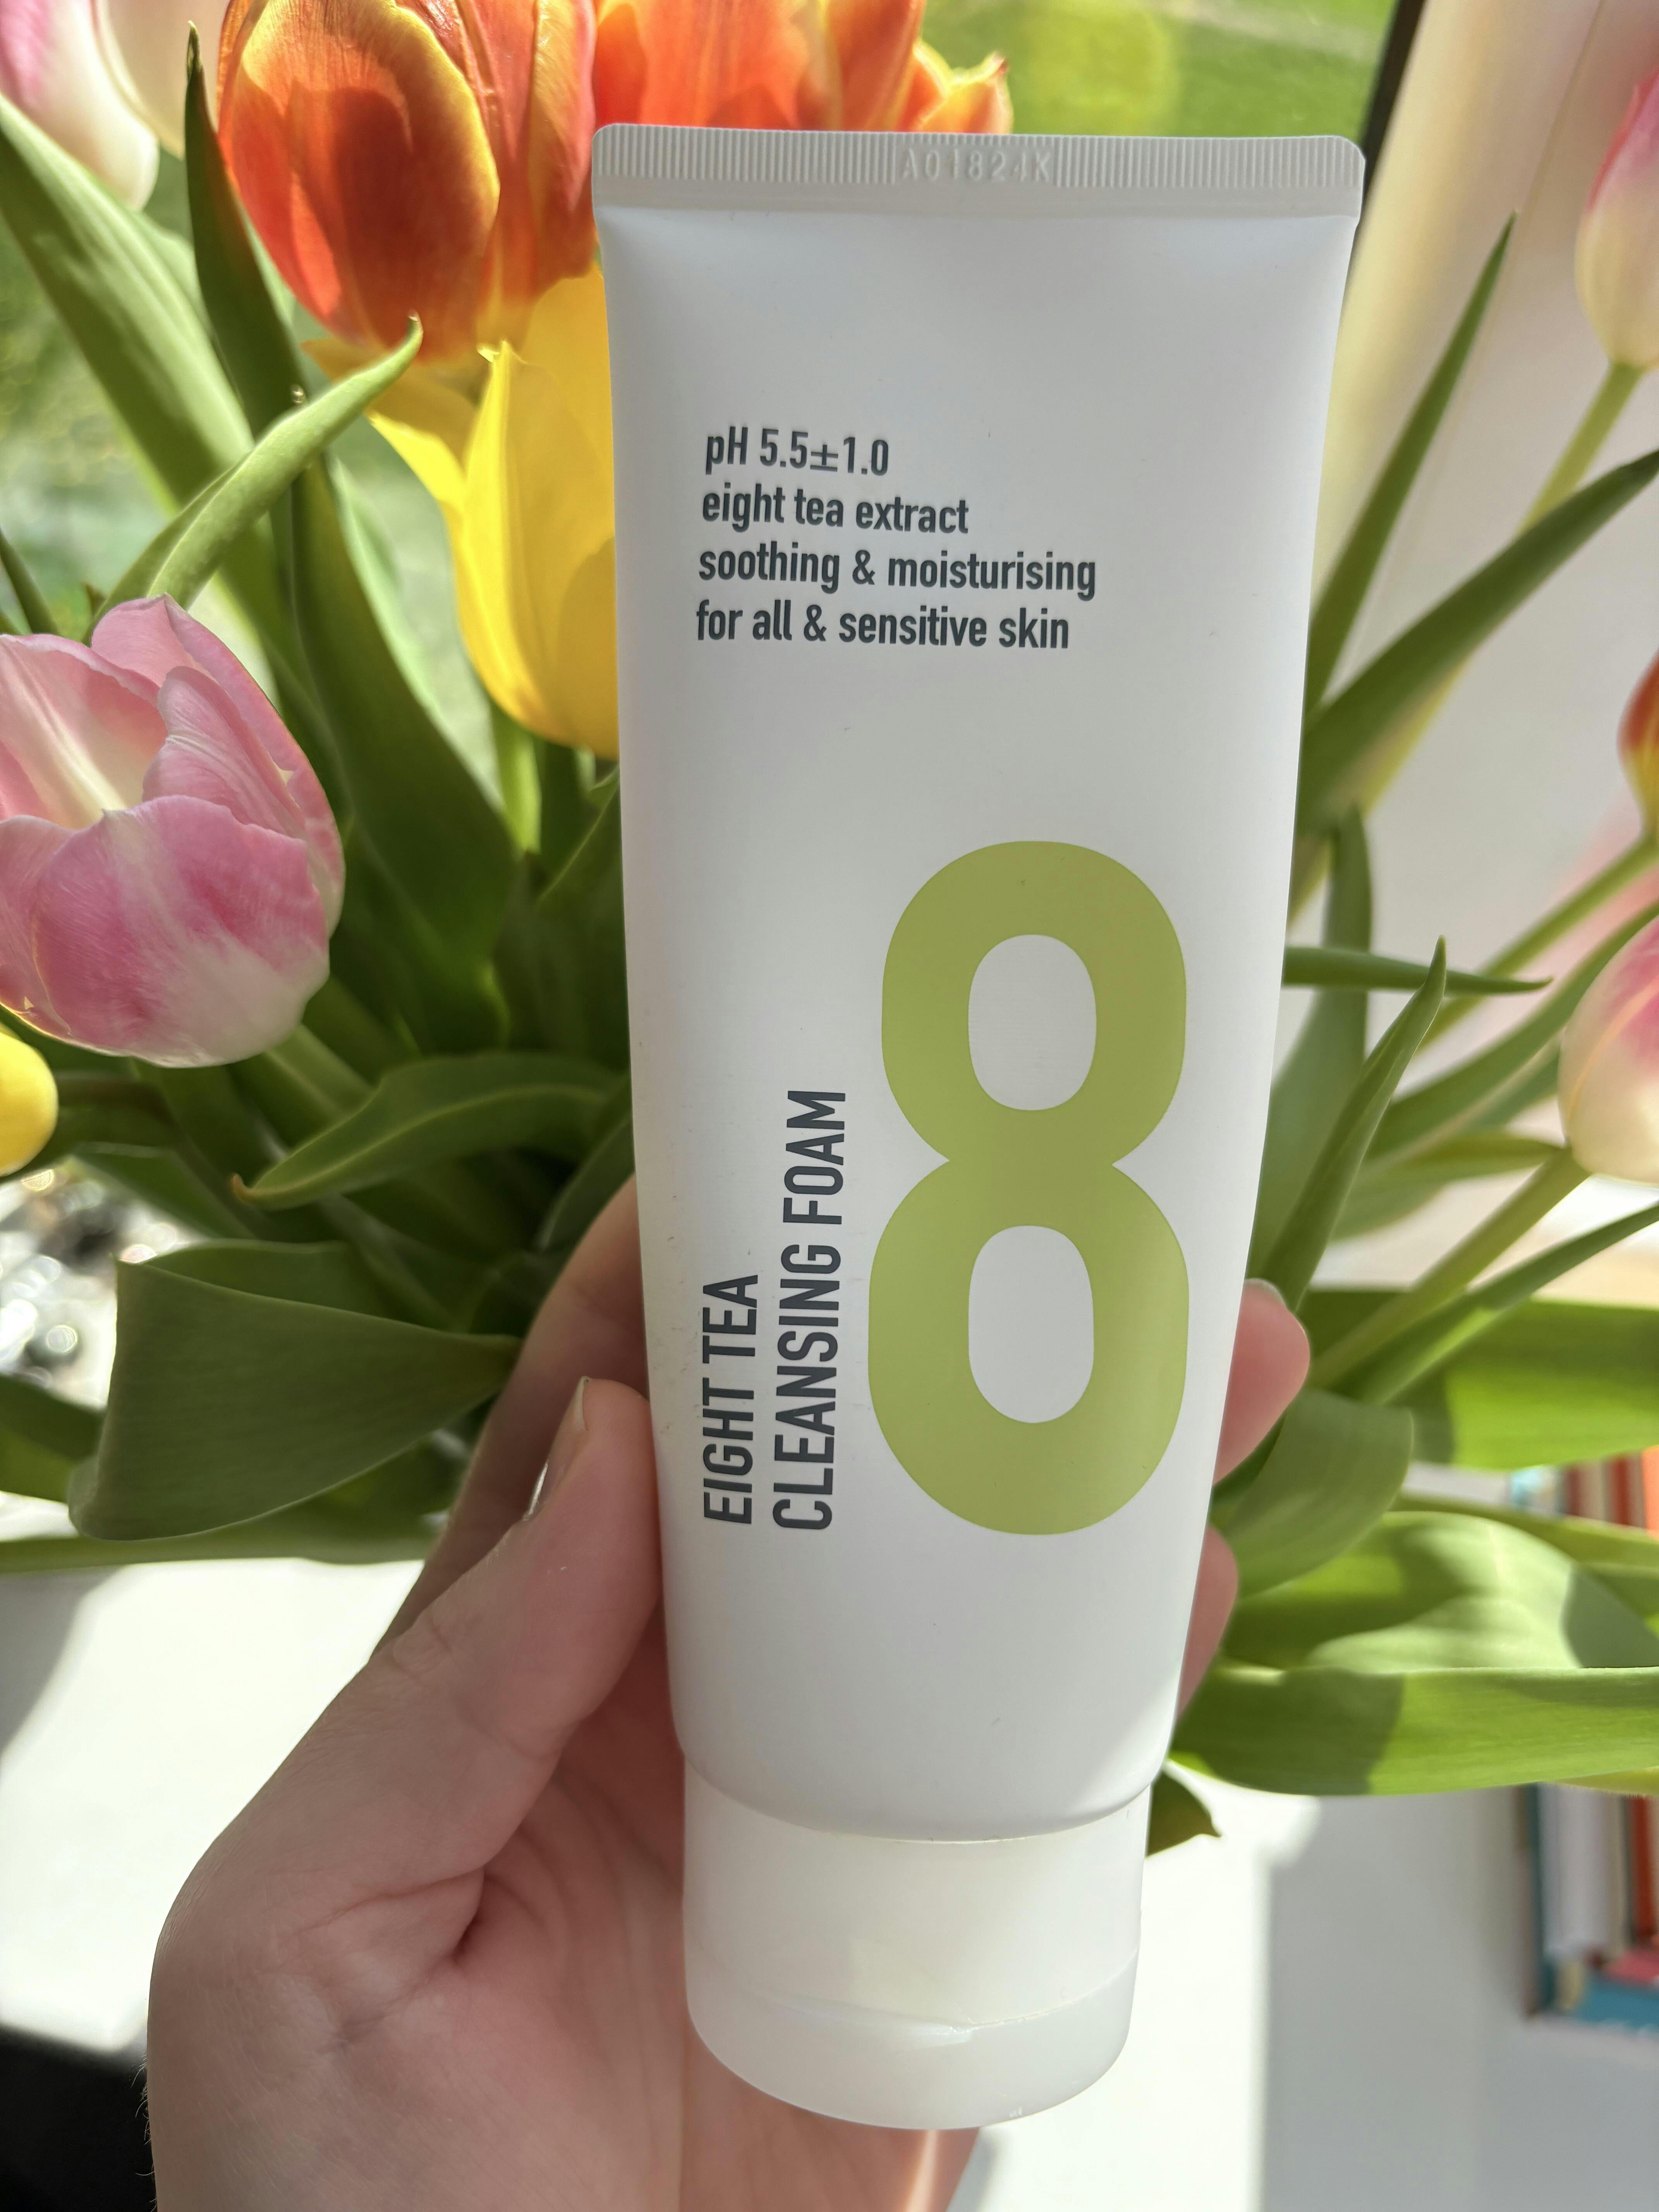 A01824K
pH 5.5±1.0
eight tea extract
soothing & moisturising
for all & sensitive skin
EIGHT TEA
CLEANSING FOAM
8